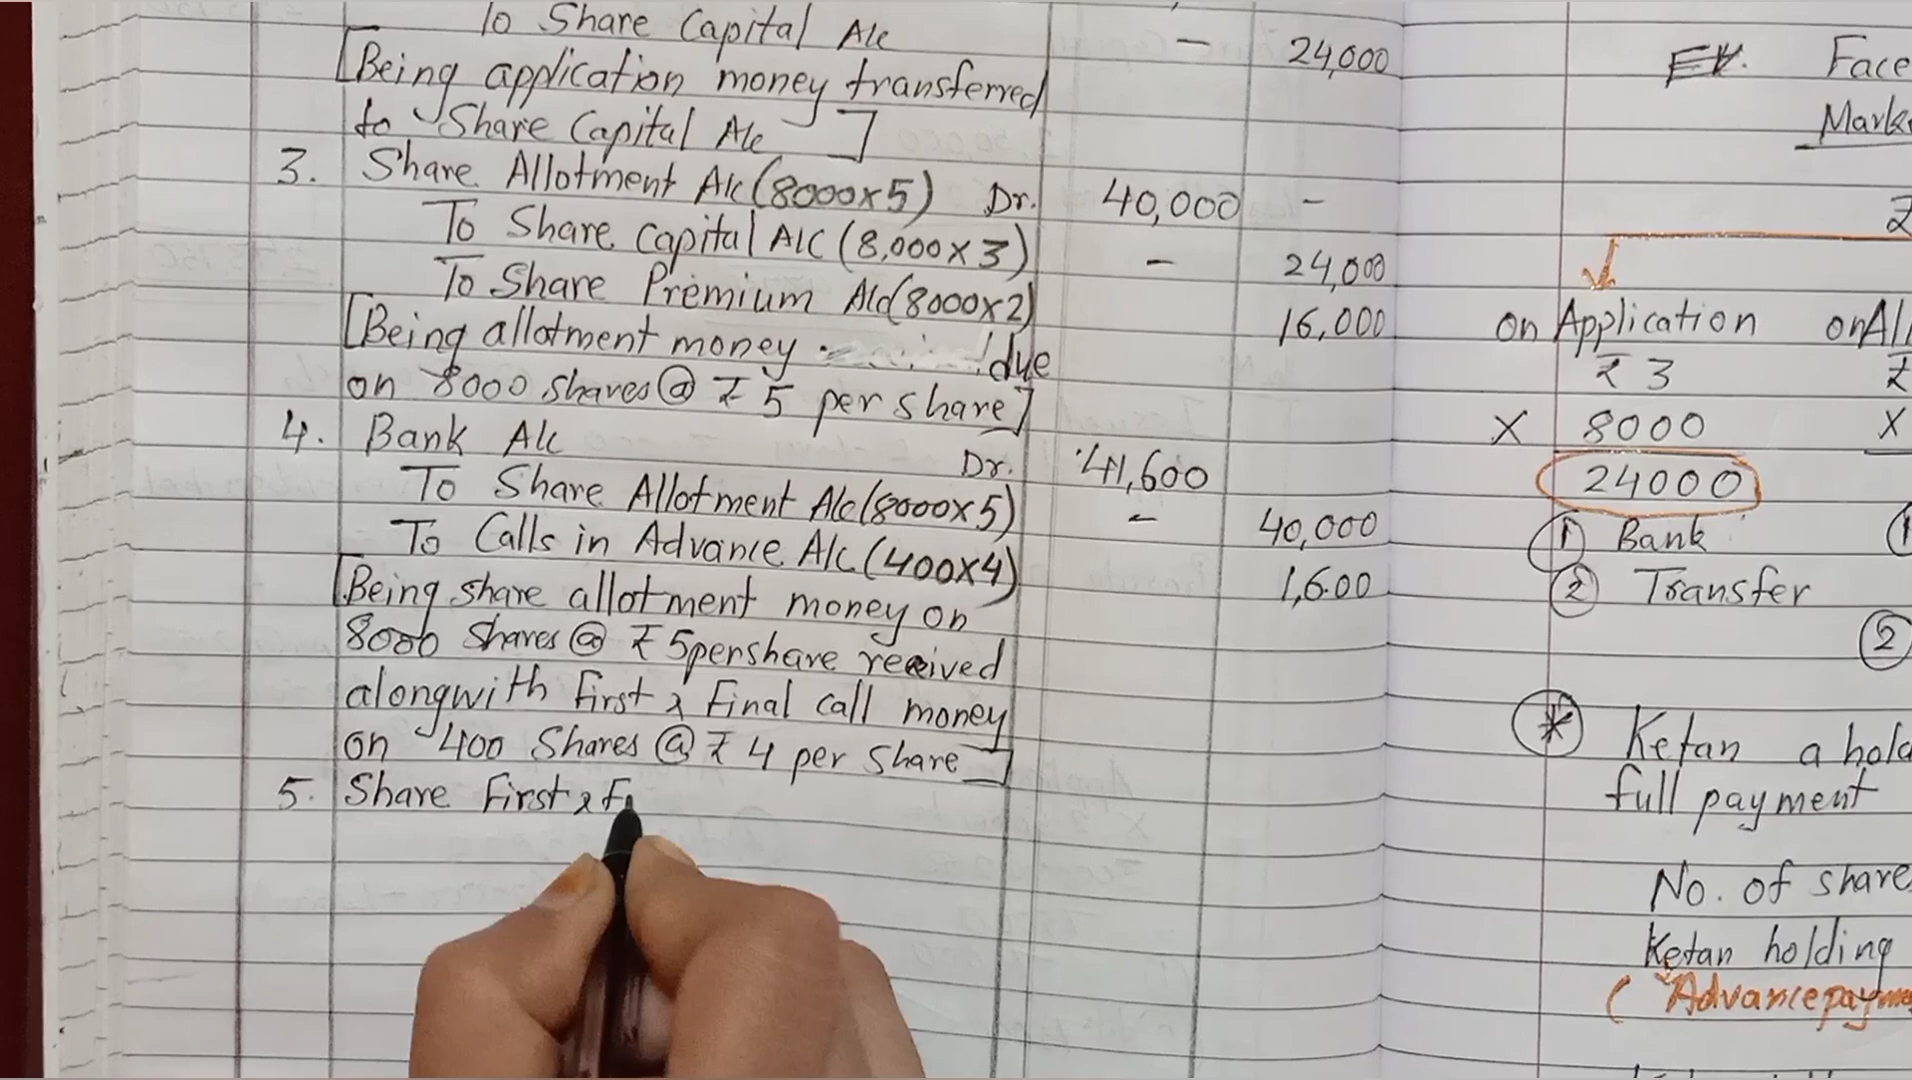 To Share Capital A/c - 24,000
[Being application money transferred
to Share Capital A/c ]
3. Share Allotment A/c (8000x5) Dr. 40,000 -
To Share Capital A/C (8,000x3) - 24,000
To Share Premium A/c (8000x2) 16,000
[Being allotment money due
on 8000 shares @ ₹ 5 per share]
4. Bank A/c Dr. 41,600
To Share Allotment A/c (8000x5) - 40,000
To Calls in Advance A/c (400x4) 1,600
[Being share allotment money on
8000 shares @ ₹ 5 per share received
alongwith First & Final call money
on 400 Shares @ ₹ 4 per share ]
5. Share First & F
Face
Mark
on Application on All
₹ 3 ₹
X 8000 X
24000
① Bank
② Transfer
②
* Ketan a hold
full payment
No. of share
Ketan holding
( "Advance payme